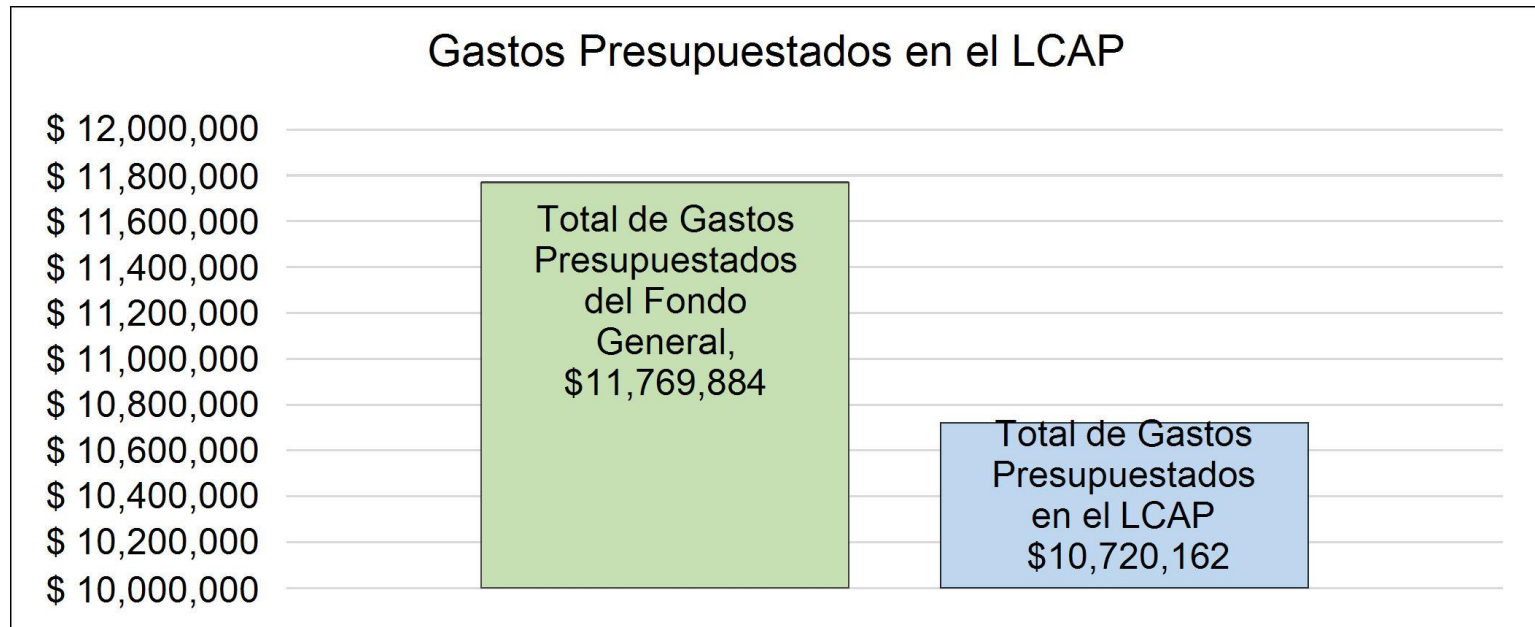 Gastos Presupuestados en el LCAP
$ 12,000,000
$ 11,800,000
$ 11,600,000
$ 11,400,000
$ 11,200,000
$ 11,000,000
$ 10,800,000
$ 10,600,000
$ 10,400,000
$ 10,200,000
$ 10,000,000
Total de Gastos
Presupuestados
del Fondo
General,
$11,769,884
Total de Gastos
Presupuestados
en el LCAP
$10,720,162